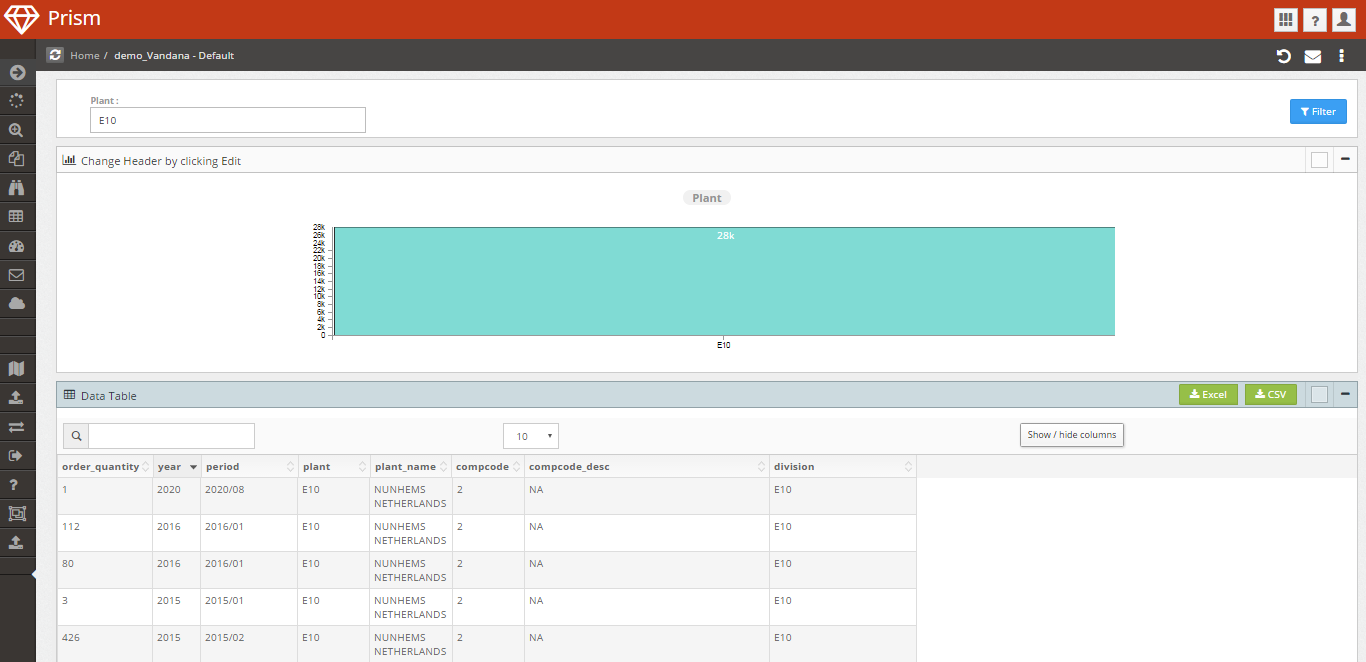 Prism
?
Home / demo_Vandana - Default
Plant :
E10
Filter
Change Header by clicking Edit
Plant
28k
26k
24k
22k
20k
18k
16k
14k
12k
10k
8k
6k
4k
2k
0
28k
E10
Data Table
Excel
CSV
10
Show / hide columns
order_quantity year period plant plant_name compcode compcode_desc division
1 2020 2020/08 E10 NUNHEMS 2 NA E10
NETHERLANDS
112 2016 2016/01 E10 NUNHEMS 2 NA E10
NETHERLANDS
80 2016 2016/01 E10 NUNHEMS 2 NA E10
NETHERLANDS
3 2015 2015/01 E10 NUNHEMS 2 NA E10
NETHERLANDS
?
426 2015 2015/02 E10 NUNHEMS 2 NA E10
NETHERLANDS